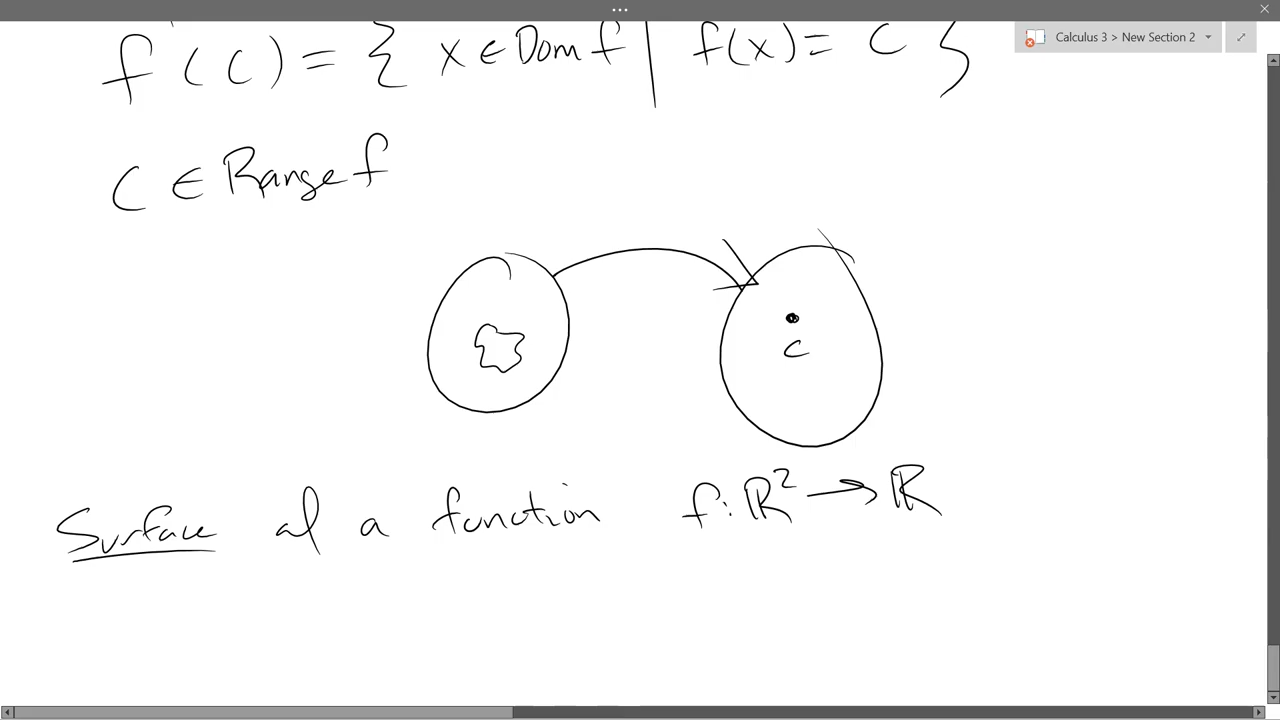 Calculus 3 > New Section 2
f'(c) = { x ∈ Dom f | f(x) = c }
c ∈ Range f
c
Surface of a function f: ℝ² → ℝ